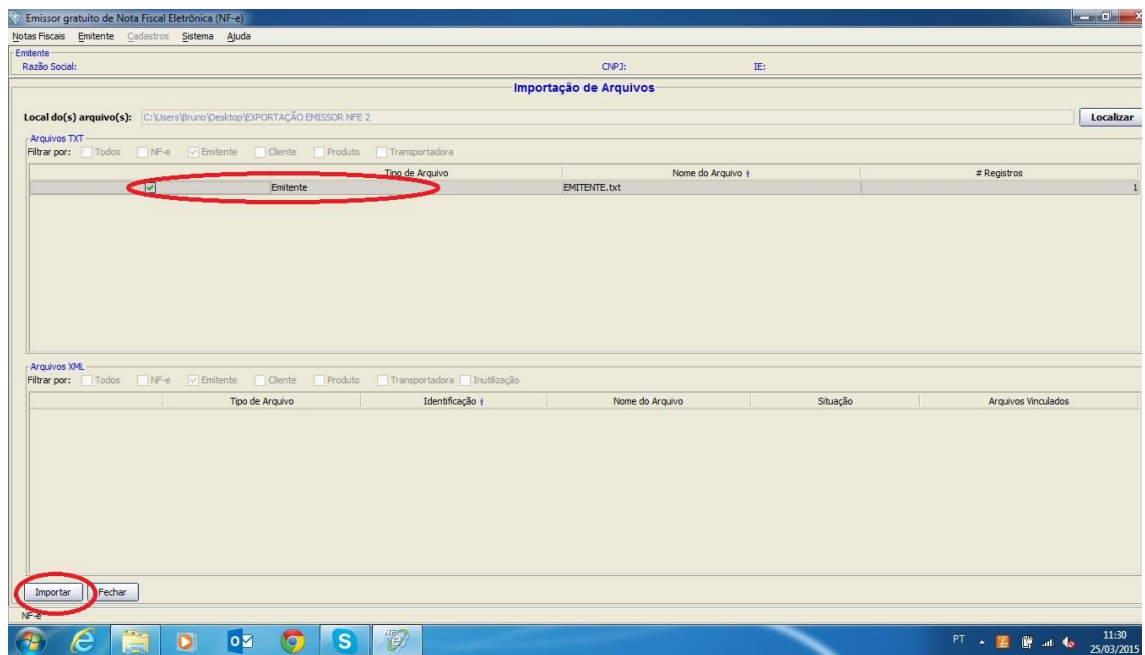 Emissor gratuito de Nota Fiscal Eletrônica (NF-e)
Notas Fiscais Emitente Cadastros Sistema Ajuda
Emitente
Razão Social: CNPJ: IE:
Importação de Arquivos
Local do(s) arquivo(s): C:\Users\Bruno\Desktop\EXPORTAÇÃO EMISSOR NFE 2 Localizar
Arquivos TXT
Filtrar por: Todos NF-e Emitente Cliente Produto Transportadora
Tipo de Arquivo Nome do Arquivo # Registros
Emitente EMITENTE.txt 1
Arquivos XML
Filtrar por: Todos NF-e Emitente Cliente Produto Transportadora Inutilização
Tipo de Arquivo Identificação Nome do Arquivo Situação Arquivos Vinculados
Importar Fechar
NF-e
PT 11:30
25/03/2015